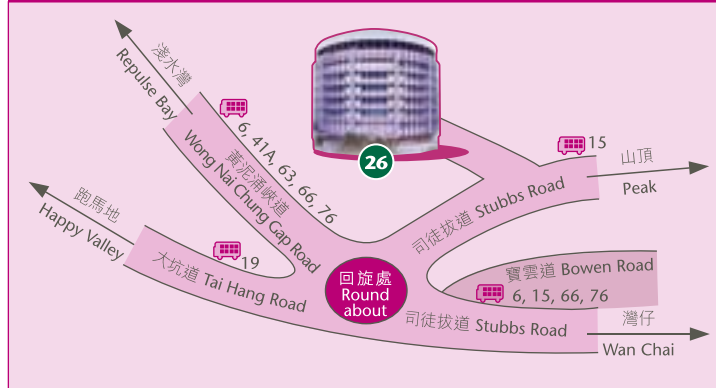 淺水灣
Repulse Bay
6, 41A, 63, 66, 76
黃泥涌峽道
Wong Nai Chung Gap Road
26
15
山頂
Peak
司徒拔道 Stubbs Road
跑馬地
Happy Valley
19
大坑道 Tai Hang Road
回旋處
Round
about
寶雲道 Bowen Road
6, 15, 66, 76
司徒拔道 Stubbs Road
灣仔
Wan Chai